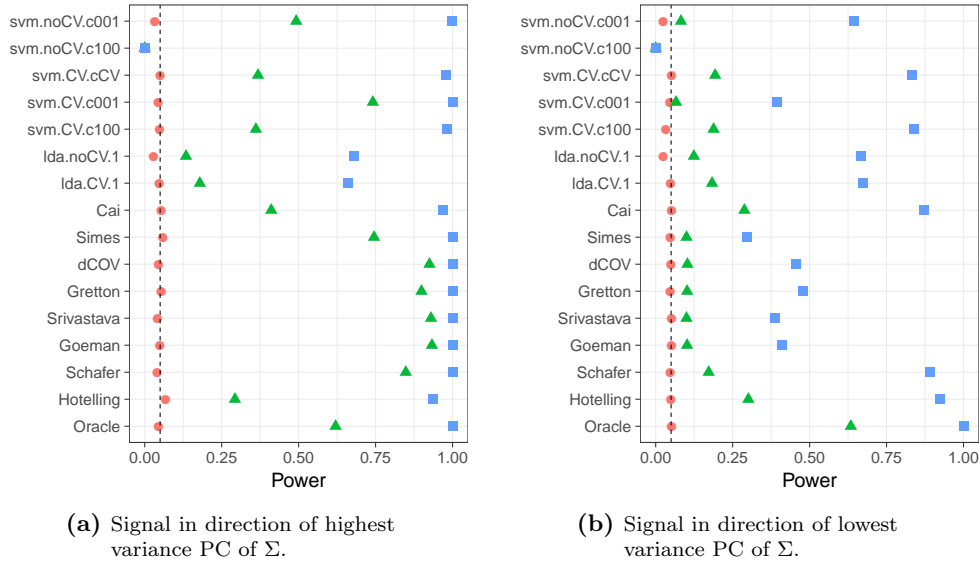 svm.noCV.c001
svm.noCV.c100
svm.CV.cCV
svm.CV.c001
svm.CV.c100
lda.noCV.1
lda.CV.1
Cai
Simes
dCOV
Gretton
Srivastava
Goeman
Schafer
Hotelling
Oracle
0.00 0.25 0.50 0.75 1.00
Power
(a) Signal in direction of highest
variance PC of Σ.
svm.noCV.c001
svm.noCV.c100
svm.CV.cCV
svm.CV.c001
svm.CV.c100
lda.noCV.1
lda.CV.1
Cai
Simes
dCOV
Gretton
Srivastava
Goeman
Schafer
Hotelling
Oracle
0.00 0.25 0.50 0.75 1.00
Power
(b) Signal in direction of lowest
variance PC of Σ.